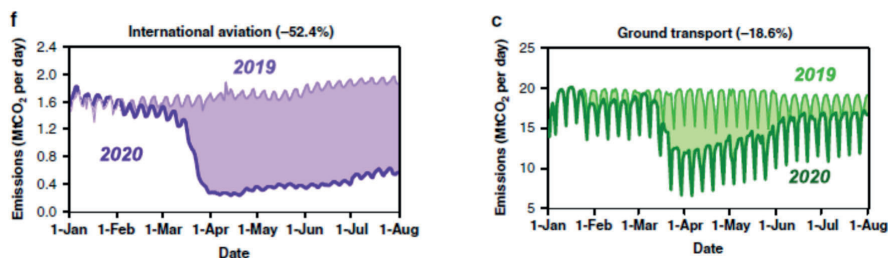 f
International aviation (−52.4%)
Emissions (MtCO2 per day)
2.4
2.0
1.6
1.2
0.8
0.4
0.0
2019
2020
1-Jan 1-Feb 1-Mar 1-Apr 1-May 1-Jun 1-Jul 1-Aug
Date
c
Ground transport (−18.6%)
Emissions (MtCO2 per day)
25
20
15
10
5
2019
2020
1-Jan 1-Feb 1-Mar 1-Apr 1-May 1-Jun 1-Jul 1-Aug
Date